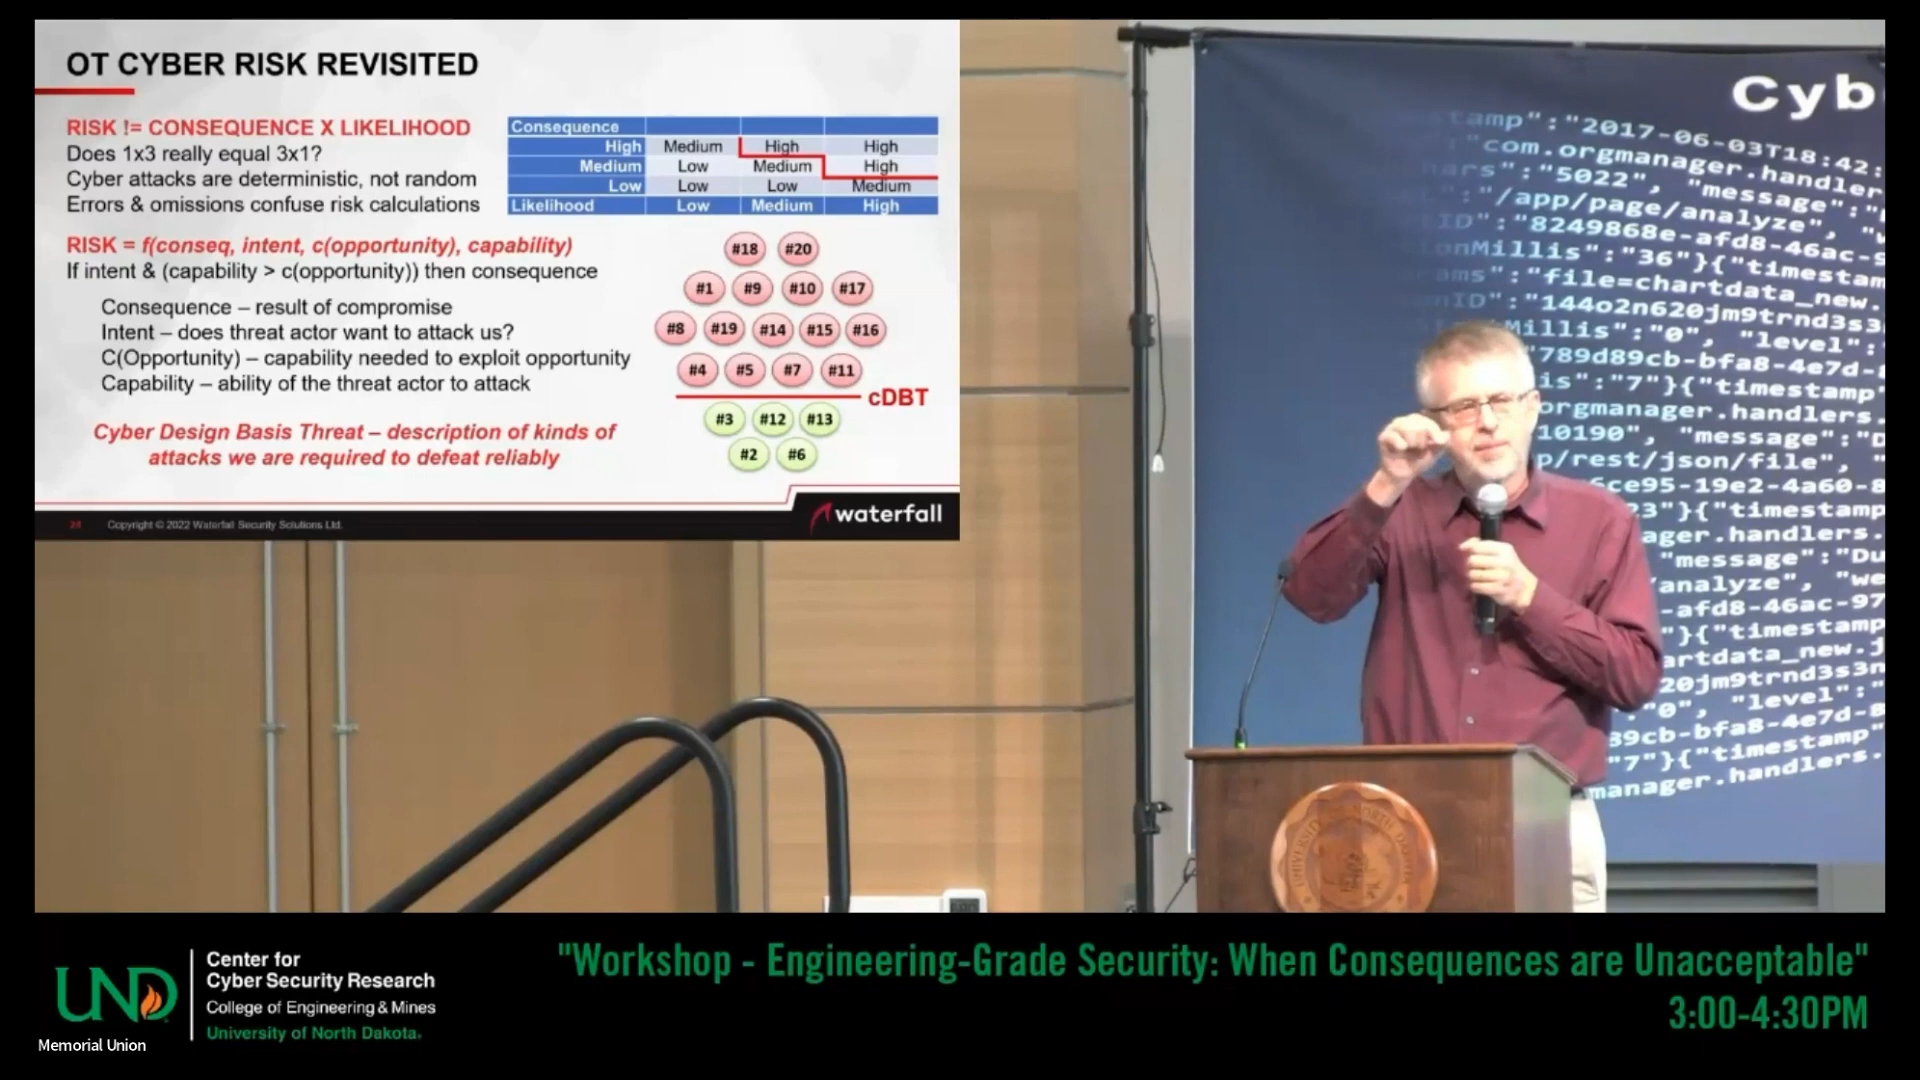 OT CYBER RISK REVISITED
RISK != CONSEQUENCE X LIKELIHOOD
Does 1x3 really equal 3x1?
Cyber attacks are deterministic, not random
Errors & omissions confuse risk calculations
Consequence
High Medium High High
Medium Low Medium High
Low Low Low Medium
Likelihood Low Medium High
RISK = f(conseq, intent, c(opportunity), capability)
If intent & (capability > c(opportunity)) then consequence
Consequence – result of compromise
Intent – does threat actor want to attack us?
C(Opportunity) – capability needed to exploit opportunity
Capability – ability of the threat actor to attack
Cyber Design Basis Threat – description of kinds of
attacks we are required to defeat reliably
#18 #20
#1 #9 #10 #17
#8 #19 #14 #15 #16
#4 #5 #7 #11
cDBT
#3 #12 #13
#2 #6
24 Copyright © 2022 Waterfall Security Solutions Ltd.
waterfall
Cyb
stamp":"2017-06-03T18:42:
:"com.orgmanager.handler
"5022", "message":"
"/app/page/analyze",
"8249868e-afd8-46ac-
onMillis":"36"}{"timestam
"file=chartdata_new.
"144o2n620jm9trnd3s3
Millis":"0", "level":
789d89cb-bfa8-4e7d-
is":"7"}{"timestamp"
orgmanager.handlers.
10190", "message":"D
p/rest/json/file",
6ce95-19e2-4a60-8
23"}{"timestamp
ager.handlers.
"message":"Du
analyze", "we
-afd8-46ac-97
"}{"timestamp
artdata_new.j
20jm9trnd3s3n
"0", "level":"
89cb-bfa8-4e7d-8
"7"}{"timestamp"
manager.handlers.
UND
Center for
Cyber Security Research
College of Engineering & Mines
University of North Dakota.
Memorial Union
"Workshop - Engineering-Grade Security: When Consequences are Unacceptable"
3:00-4:30PM